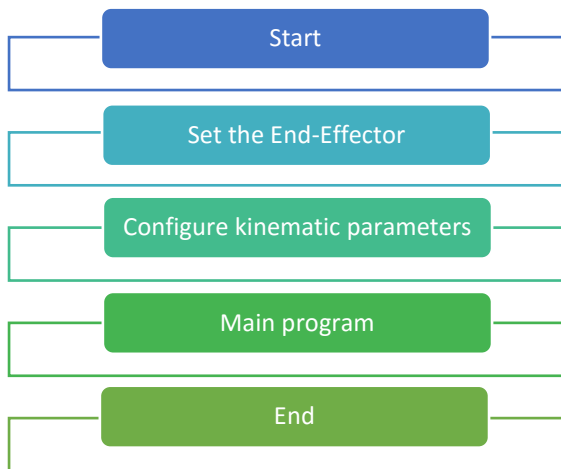 Start
Set the End-Effector
Configure kinematic parameters
Main program
End